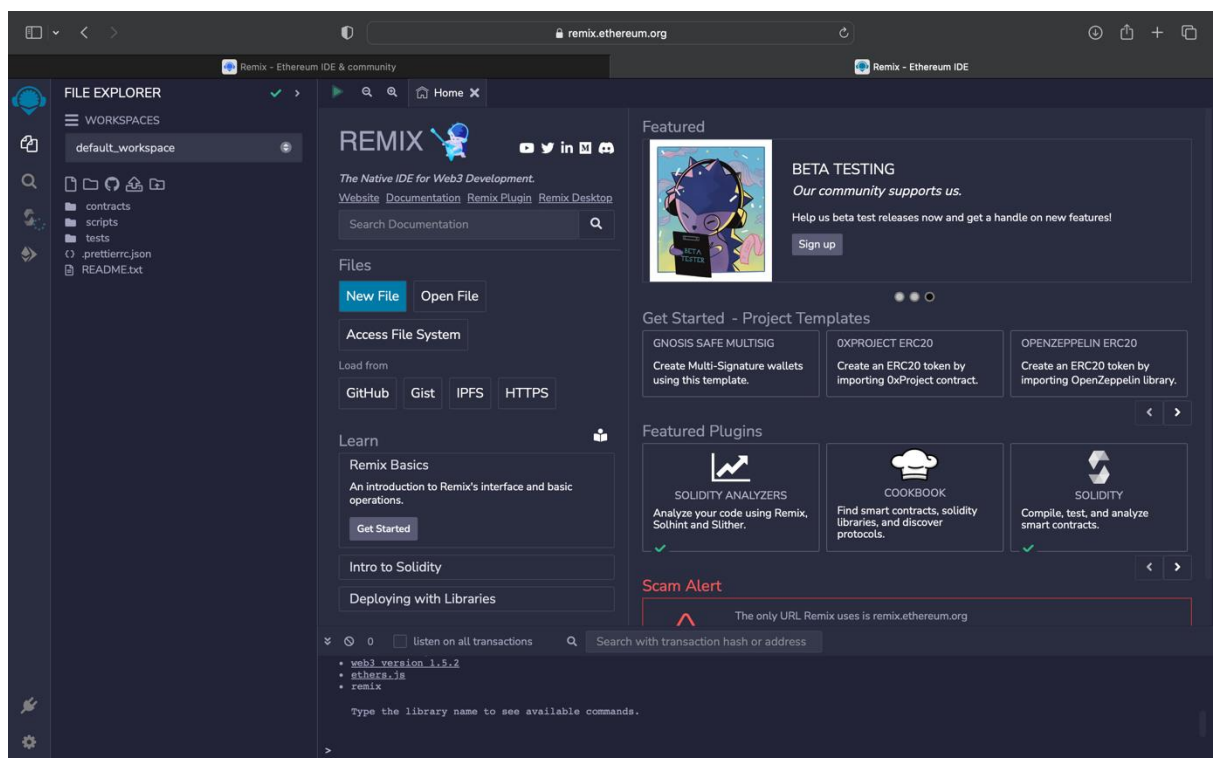 remix.ethereum.org
Remix - Ethereum IDE & community
Remix - Ethereum IDE
FILE EXPLORER
WORKSPACES
default_workspace
contracts
scripts
tests
.prettierrc.json
README.txt
Home
REMIX
The Native IDE for Web3 Development.
Website Documentation Remix Plugin Remix Desktop
Search Documentation
Files
New File Open File
Access File System
Load from
GitHub Gist IPFS HTTPS
Learn
Remix Basics
An introduction to Remix's interface and basic
operations.
Get Started
Intro to Solidity
Deploying with Libraries
Featured
BETA
TESTER
BETA TESTING
Our community supports us.
Help us beta test releases now and get a handle on new features!
Sign up
Get Started - Project Templates
GNOSIS SAFE MULTISIG
Create Multi-Signature wallets
using this template.
0XPROJECT ERC20
Create an ERC20 token by
importing 0xProject contract.
OPENZEPPELIN ERC20
Create an ERC20 token by
importing OpenZeppelin library.
Featured Plugins
SOLIDITY ANALYZERS
Analyze your code using Remix,
Solhint and Slither.
COOKBOOK
Find smart contracts, solidity
libraries, and discover
protocols.
SOLIDITY
Compile, test, and analyze
smart contracts.
Scam Alert
The only URL Remix uses is remix.ethereum.org
0 listen on all transactions Search with transaction hash or address
• web3 version 1.5.2
• ethers.js
• remix
Type the library name to see available commands.
>